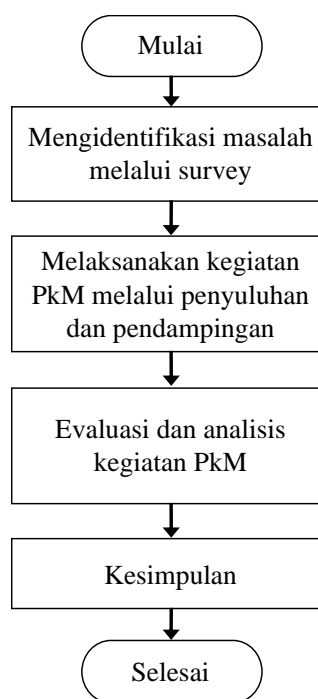 Mulai
Mengidentifikasi masalah
melalui survey
Melaksanakan kegiatan
PkM melalui penyuluhan
dan pendampingan
Evaluasi dan analisis
kegiatan PkM
Kesimpulan
Selesai